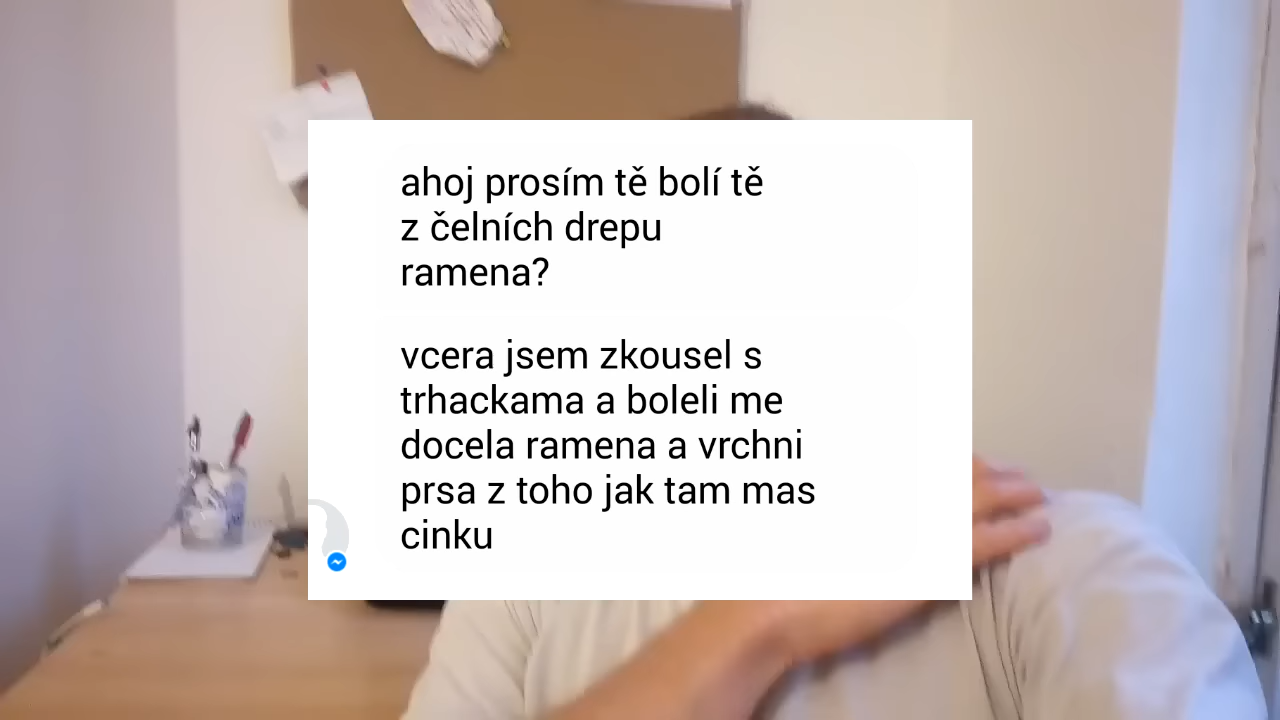 ahoj prosím tě bolí tě
z čelních drepu
ramena?
vcera jsem zkousel s
trhackama a boleli me
docela ramena a vrchni
prsa z toho jak tam mas
cinku